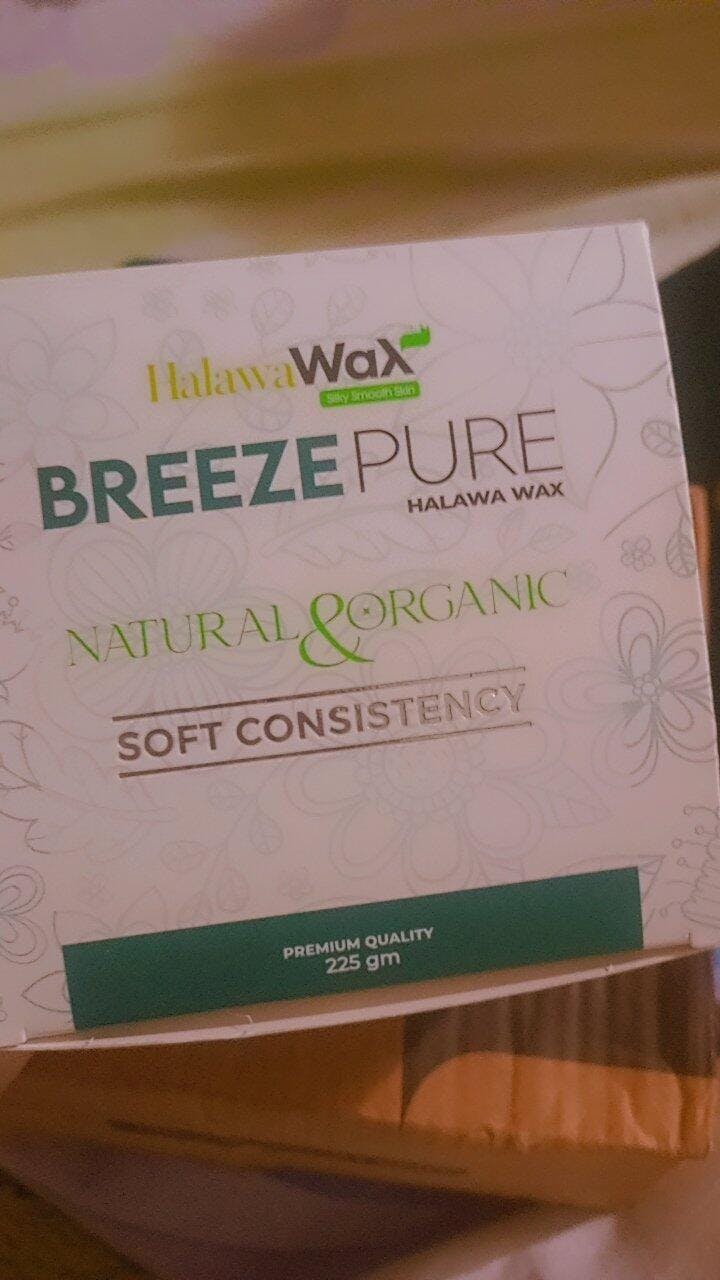 HalawaWax
Silky Smooth Skin
BREEZE PURE
HALAWA WAX
NATURAL & ORGANIC
SOFT CONSISTENCY
PREMIUM QUALITY
225 gm